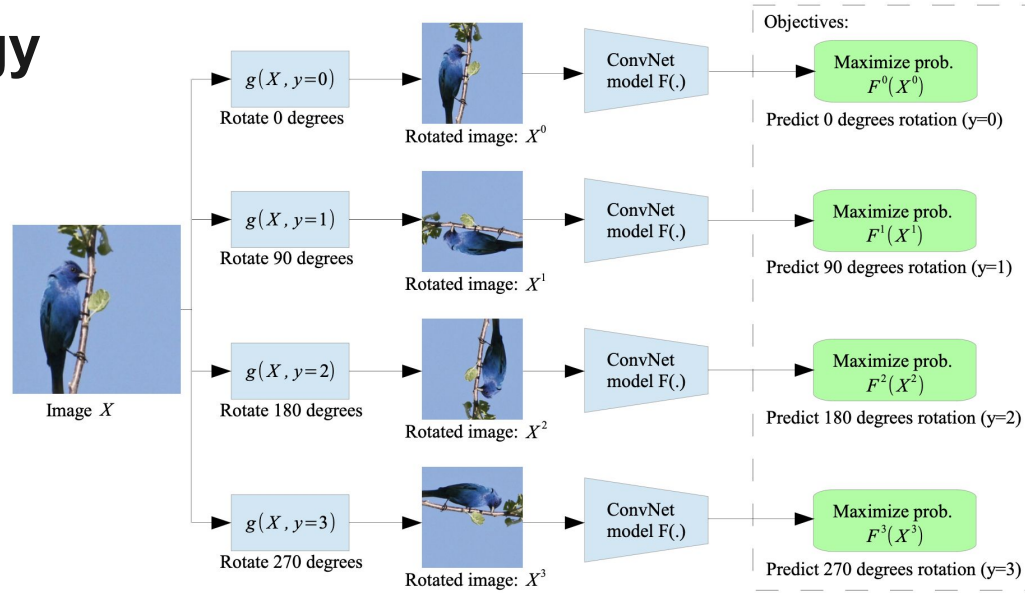 gy
Objectives:
g(X, y=0)
Rotate 0 degrees
Rotated image: X⁰
ConvNet
model F(.)
Maximize prob.
F⁰(X⁰)
Predict 0 degrees rotation (y=0)
g(X, y=1)
Rotate 90 degrees
Rotated image: X¹
ConvNet
model F(.)
Maximize prob.
F¹(X¹)
Predict 90 degrees rotation (y=1)
Image X
g(X, y=2)
Rotate 180 degrees
Rotated image: X²
ConvNet
model F(.)
Maximize prob.
F²(X²)
Predict 180 degrees rotation (y=2)
g(X, y=3)
Rotate 270 degrees
Rotated image: X³
ConvNet
model F(.)
Maximize prob.
F³(X³)
Predict 270 degrees rotation (y=3)